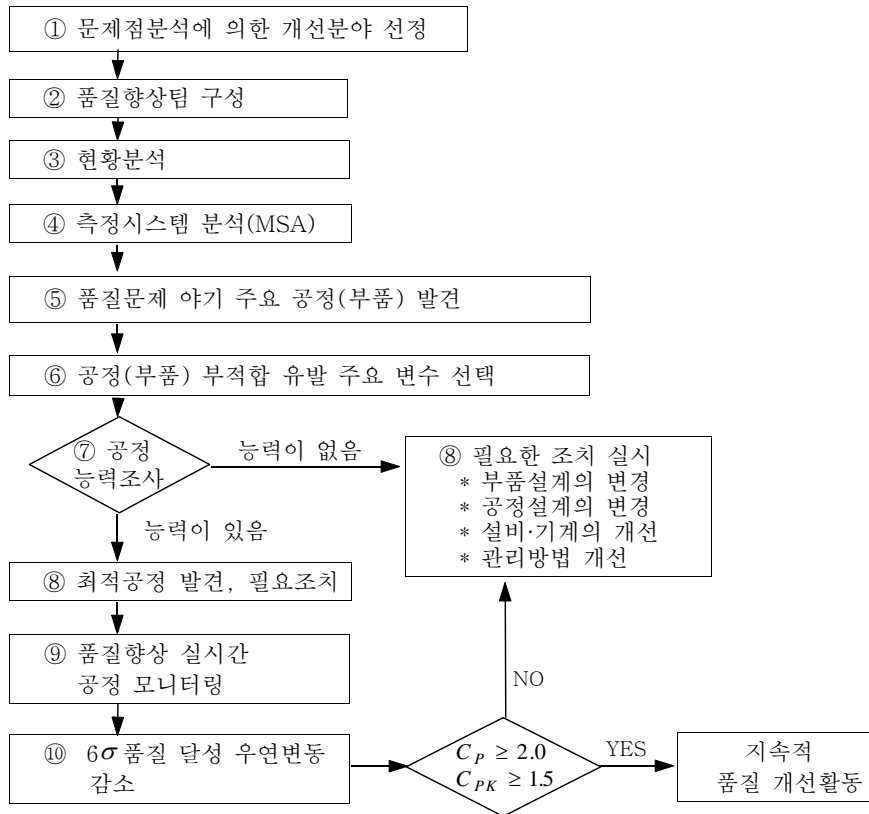 ① 문제점분석에 의한 개선분야 선정
② 품질향상팀 구성
③ 현황분석
④ 측정시스템 분석(MSA)
⑤ 품질문제 야기 주요 공정(부품) 발견
⑥ 공정(부품) 부적합 유발 주요 변수 선택
⑦ 공정
능력조사
능력이 없음
⑧ 필요한 조치 실시
* 부품설계의 변경
* 공정설계의 변경
* 설비·기계의 개선
* 관리방법 개선
능력이 있음
⑧ 최적공정 발견, 필요조치
⑨ 품질향상 실시간
공정 모니터링
NO
⑩ 6σ 품질 달성 우연변동
감소
C_P ≥ 2.0
C_PK ≥ 1.5
YES
지속적
품질 개선활동